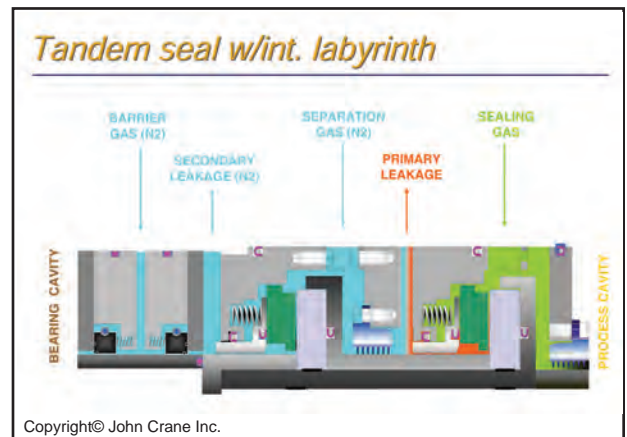 Tandem seal w/int. labyrinth
BARRIER
GAS (N2)
SECONDARY
LEAKAGE (N2)
SEPARATION
GAS (N2)
PRIMARY
LEAKAGE
SEALING
GAS
BEARING CAVITY
PROCESS CAVITY
Copyright© John Crane Inc.